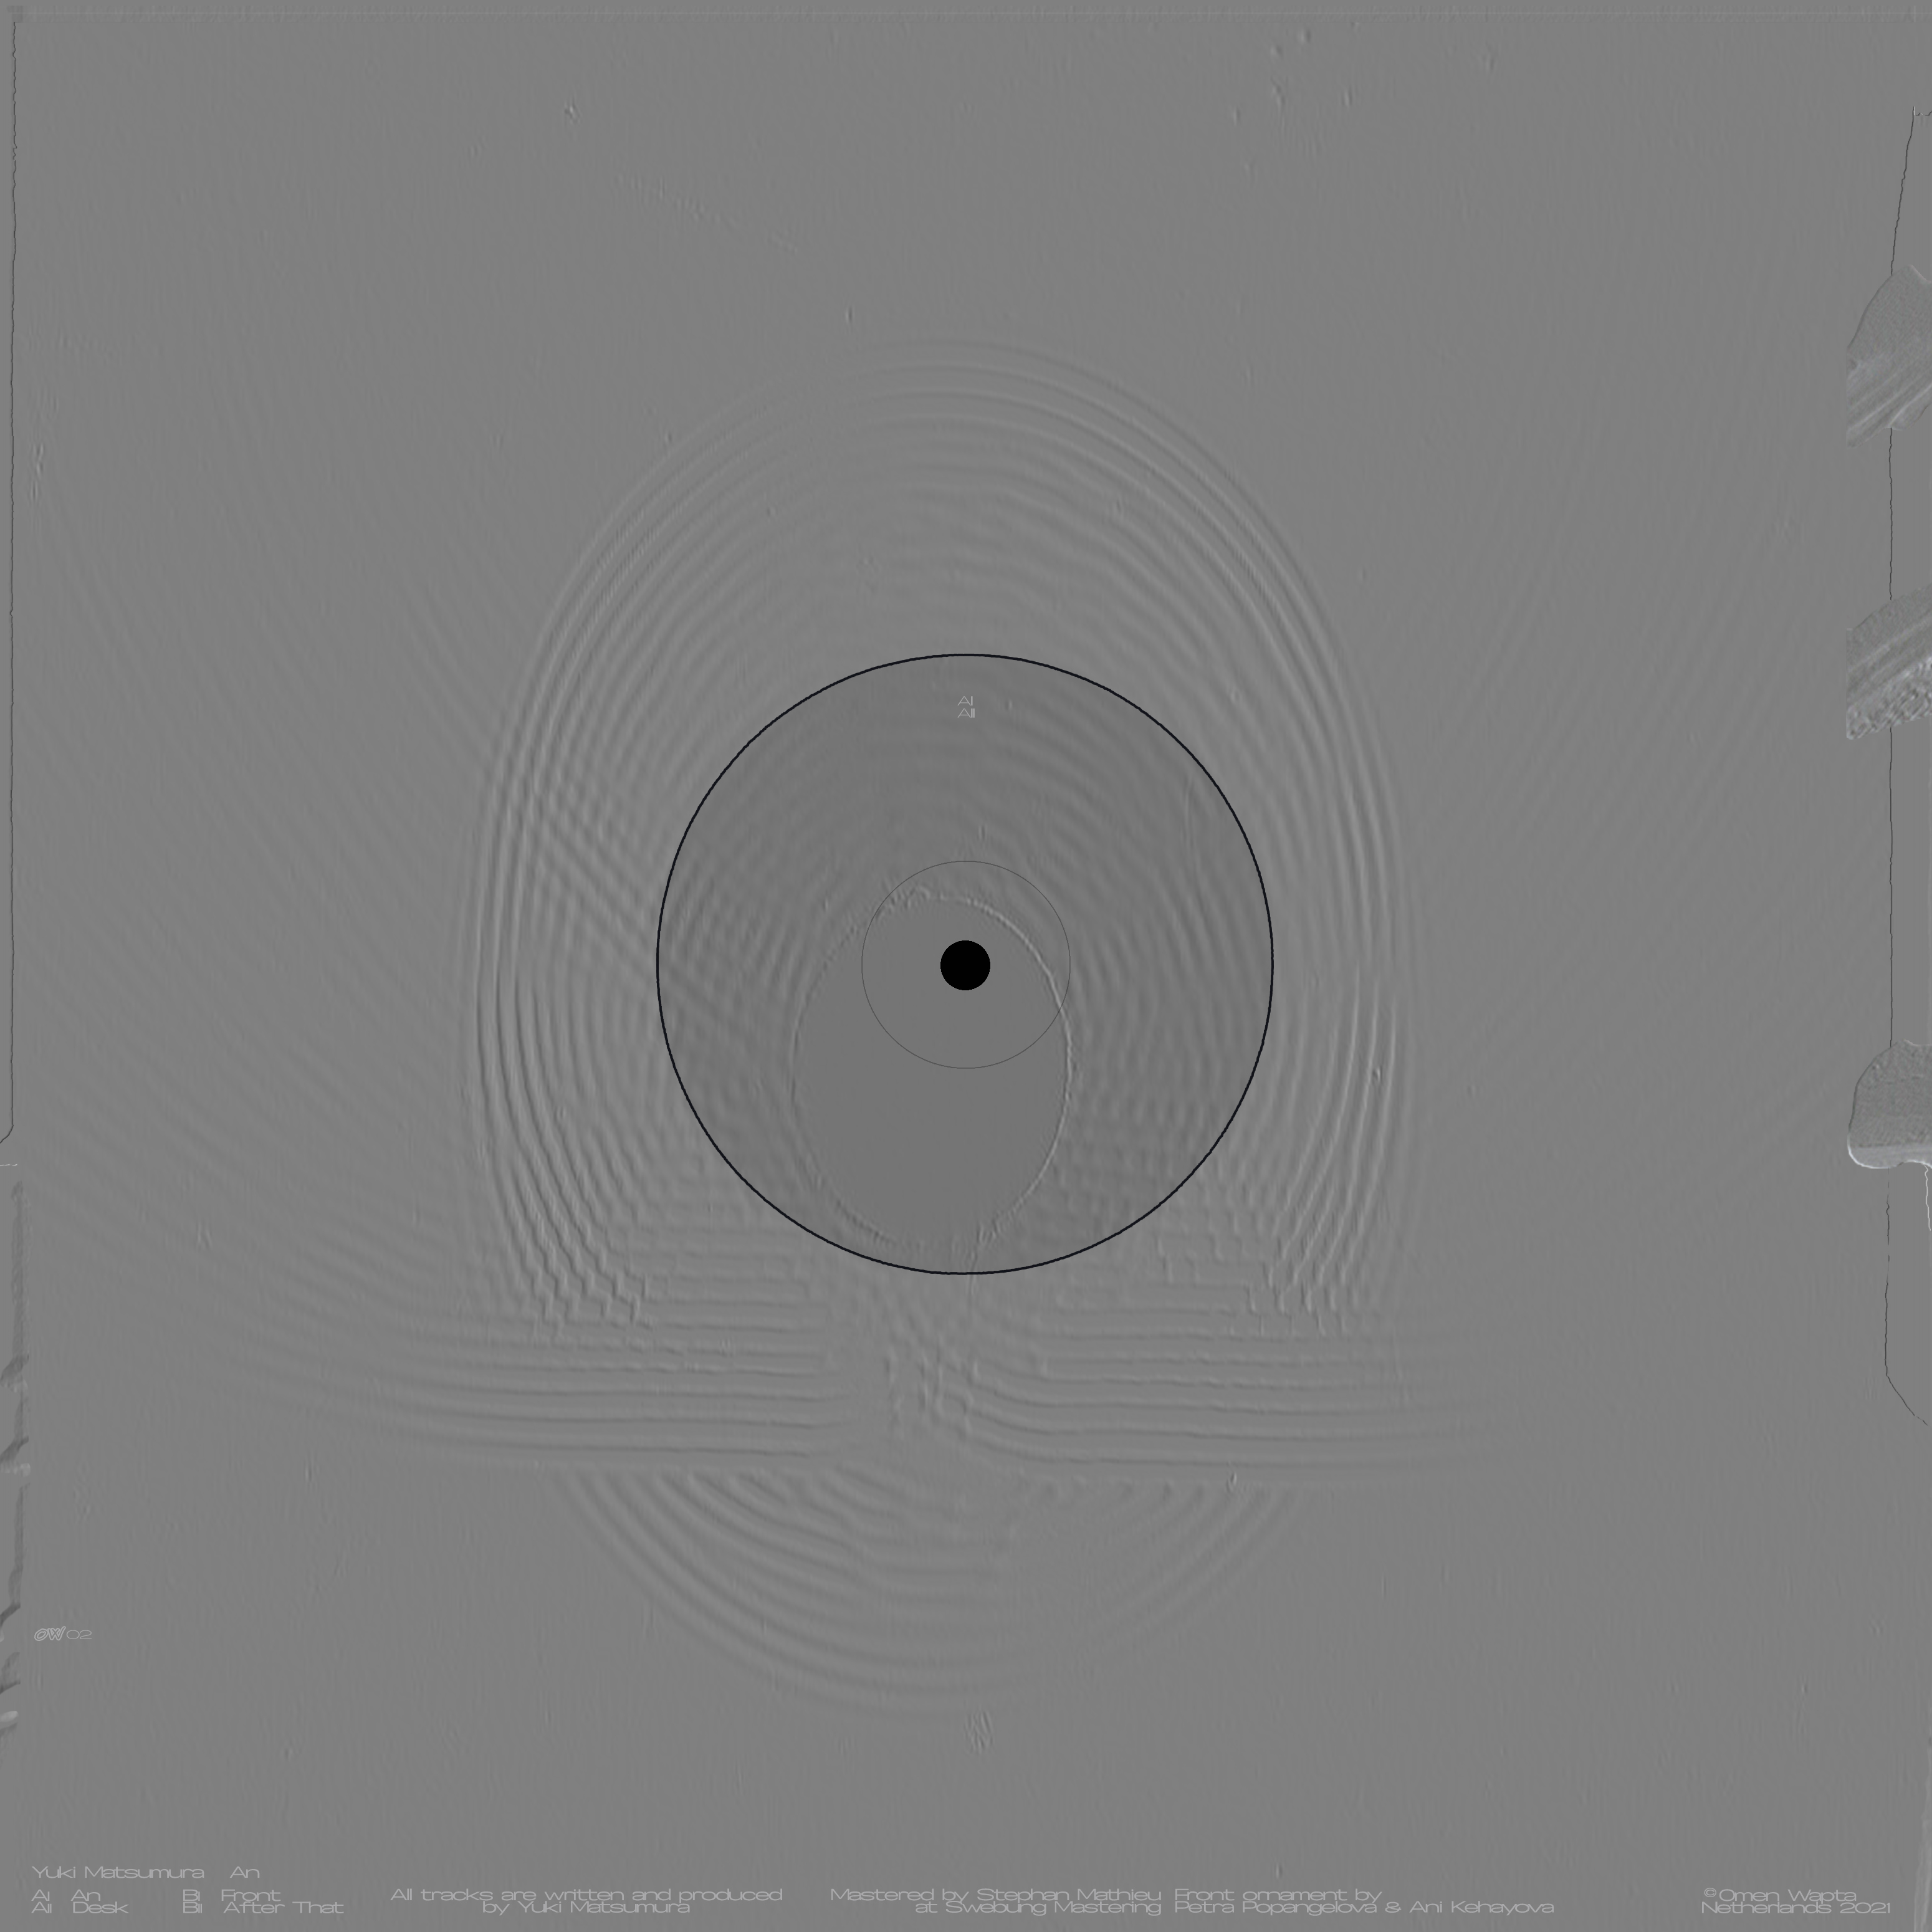 AI
AII
OW 02
Yuki Matsumura An
AI An
AII Desk
BI Front
BII After That
All tracks are written and produced
by Yuki Matsumura
Mastered by Stephan Mathieu
at Schwebung Mastering
Front ornament by
Petra Popangelova & Ani Kehayova
© Omen Wapta
Netherlands 2021